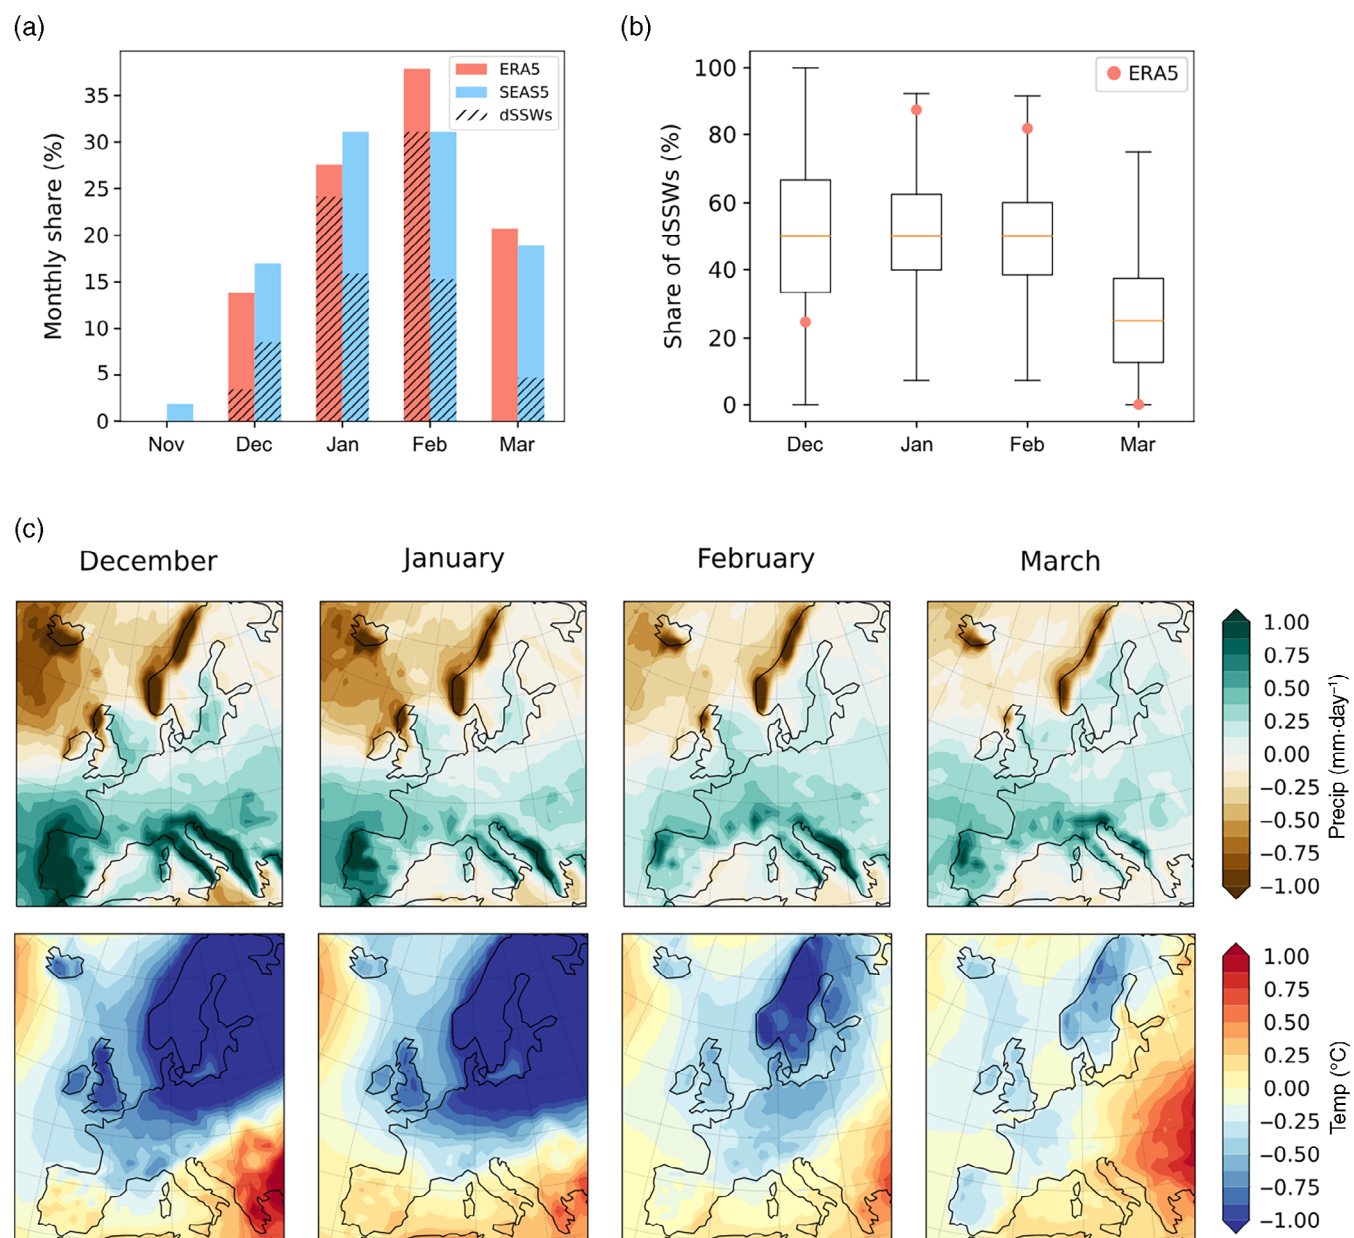 (a)
ERA5
SEAS5
dSSWs
Monthly share (%)
35
30
25
20
15
10
5
0
Nov Dec Jan Feb Mar
(b)
ERA5
Share of dSSWs (%)
100
80
60
40
20
0
Dec Jan Feb Mar
(c)
December January February March
1.00
0.75
0.50
0.25
0.00
−0.25
−0.50
−0.75
−1.00
Precip (mm·day⁻¹)
1.00
0.75
0.50
0.25
0.00
−0.25
−0.50
−0.75
−1.00
Temp (°C)